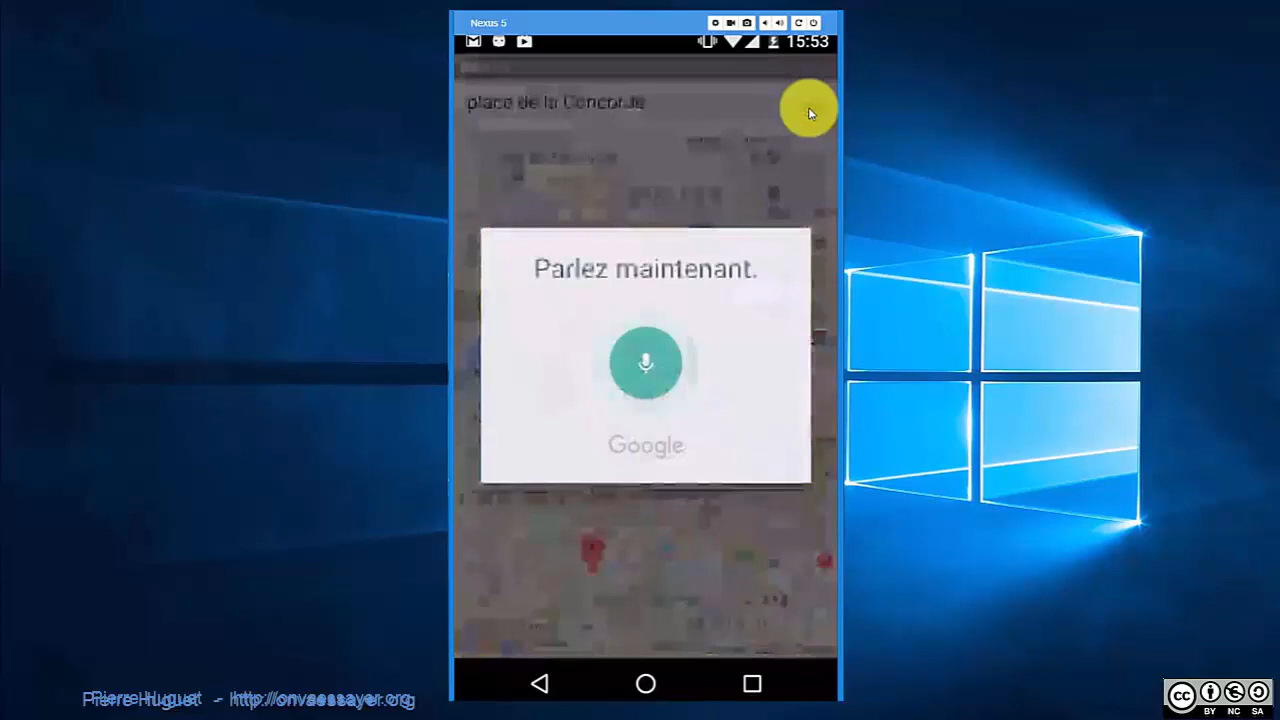 Nexus 5
15:53
place de la Concorde
Parlez maintenant.
Google
Pierre Huguet - http://onvaessayer.org
CC
BY NC SA